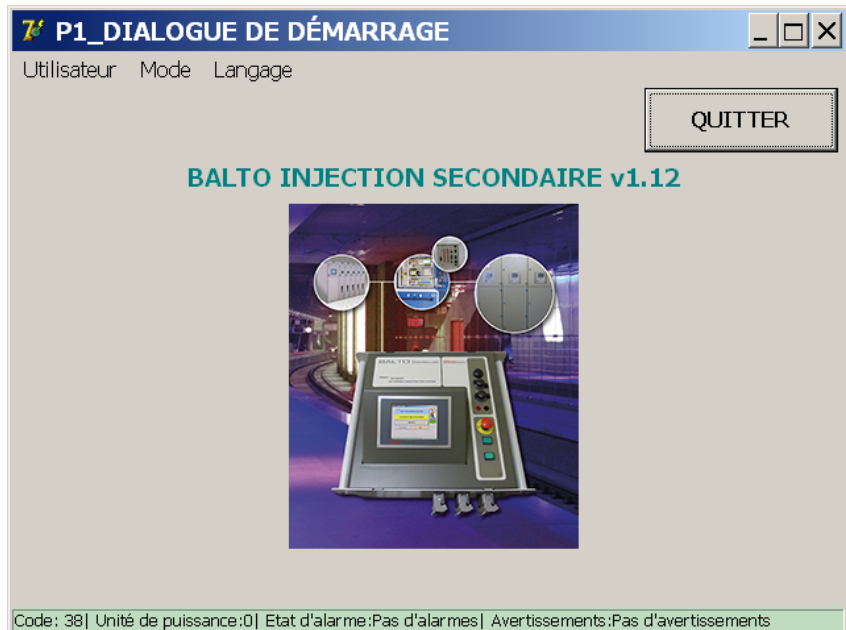 P1_DIALOGUE DE DÉMARRAGE
Utilisateur Mode Langage
QUITTER
BALTO INJECTION SECONDAIRE v1.12
BALTO
Code: 38| Unité de puissance:0| Etat d'alarme:Pas d'alarmes| Avertissements:Pas d'avertissements